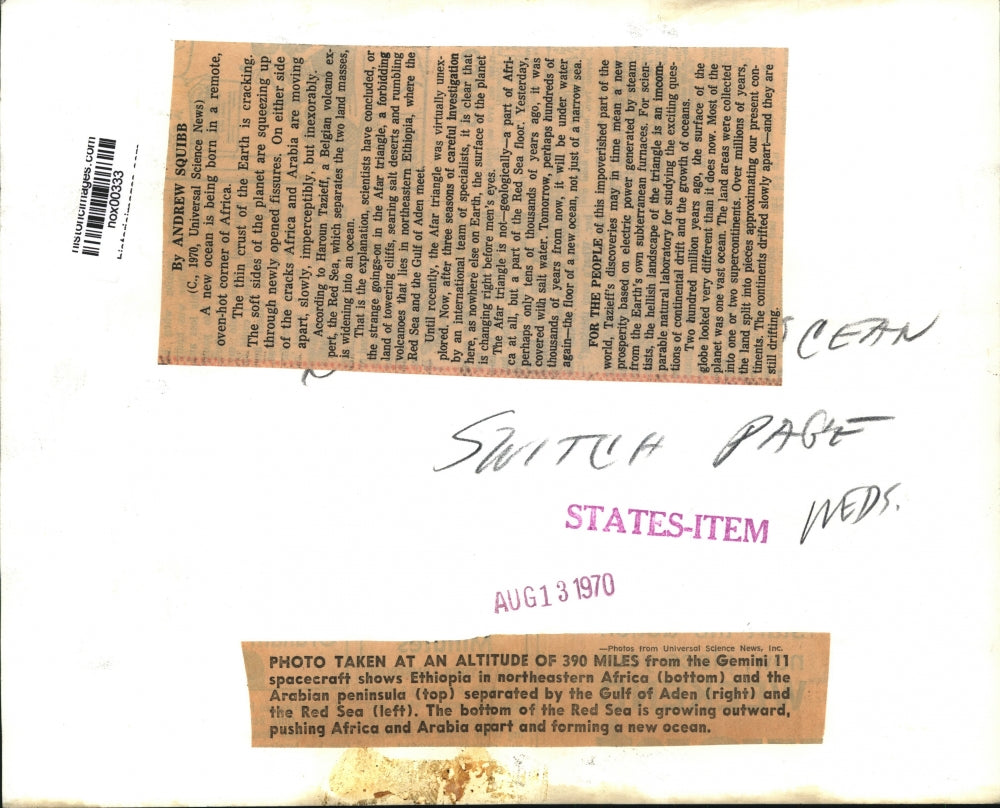 By ANDREW SQUIBB
(C., 1970, Universal Science News)
A new ocean is being born in a remote,
oven-hot corner of Africa.
The thin crust of the Earth is cracking.
The soft sides of the planet are squeezing up
through newly opened fissures. On either side
of the cracks Africa and Arabia are moving
apart, slowly, imperceptibly, but inexorably.
According to Haroun Tazieff, a Belgian volcano ex-
pert, the Red Sea, which separates the two land masses,
is widening into an ocean.
That is the explanation, scientists have concluded, or
the strange goings-on in the Afar triangle, a forbidding
land of towering cliffs, searing salt deserts and rumbling
volcanoes that lies in northeastern Ethiopia, where the
Red Sea and the Gulf of Aden meet.
Until recently, the Afar triangle was virtually unex-
plored. Now, after three seasons of careful investigation
by an international team of specialists, it is clear that
here, as nowhere else on Earth, the surface of the planet
is changing right before men's eyes.
The Afar triangle is not—geologically—a part of Afri-
ca at all, but a part of the Red Sea floor. Yesterday,
perhaps only tens of thousands of years ago, it was
covered with salt water. Tomorrow, perhaps hundreds of
thousands of years from now, it will be under water
again—the floor of a new ocean, not just of a narrow sea.
FOR THE PEOPLE of this impoverished part of the
world, Tazieff's discoveries may in time mean a new
prosperity based on electric power generated by steam
from the Earth's own subterranean furnaces. For scien-
tists, the hellish landscape of the triangle is an incom-
parable natural laboratory for studying the exciting ques-
tions of continental drift and the growth of oceans.
Two hundred million years ago, the surface of the
globe looked very different than it does now. Most of the
planet was one vast ocean. The land areas were collected
into one or two supercontinents. Over millions of years,
the land split into pieces approximating our present con-
tinents. The continents drifted slowly apart—and they are
still drifting.
historicimages.com
nox00333
OCEAN
SWITCH PAGE
WEDS.
STATES-ITEM
AUG 13 1970
—Photos from Universal Science News, Inc.
PHOTO TAKEN AT AN ALTITUDE OF 390 MILES from the Gemini 11
spacecraft shows Ethiopia in northeastern Africa (bottom) and the
Arabian peninsula (top) separated by the Gulf of Aden (right) and
the Red Sea (left). The bottom of the Red Sea is growing outward,
pushing Africa and Arabia apart and forming a new ocean.